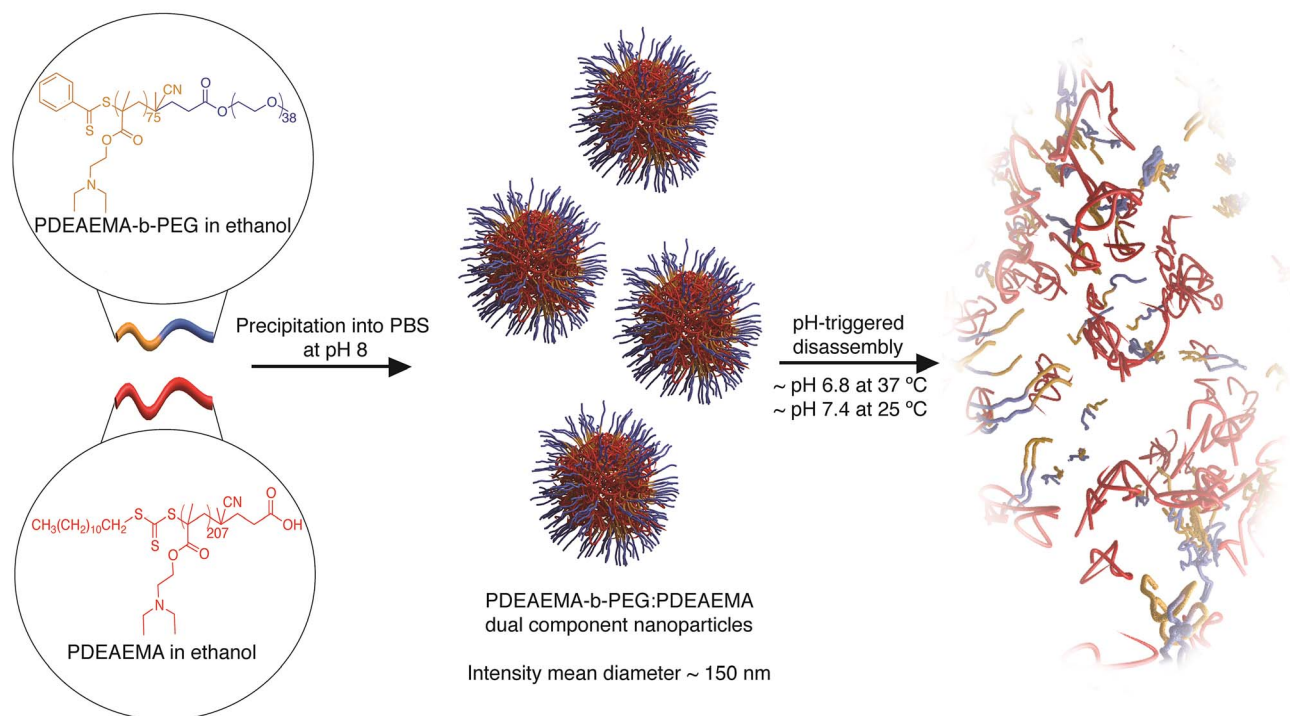 S
S
CN
75
O
O
O
38
O
O
N
PDEAEMA-b-PEG in ethanol
Precipitation into PBS
at pH 8
CH₃(CH₂)₁₀CH₂
S
S
S
CN
207
O
OH
O
O
N
PDEAEMA in ethanol
PDEAEMA-b-PEG:PDEAEMA
dual component nanoparticles
Intensity mean diameter ~ 150 nm
pH-triggered
disassembly
~ pH 6.8 at 37 ºC
~ pH 7.4 at 25 ºC